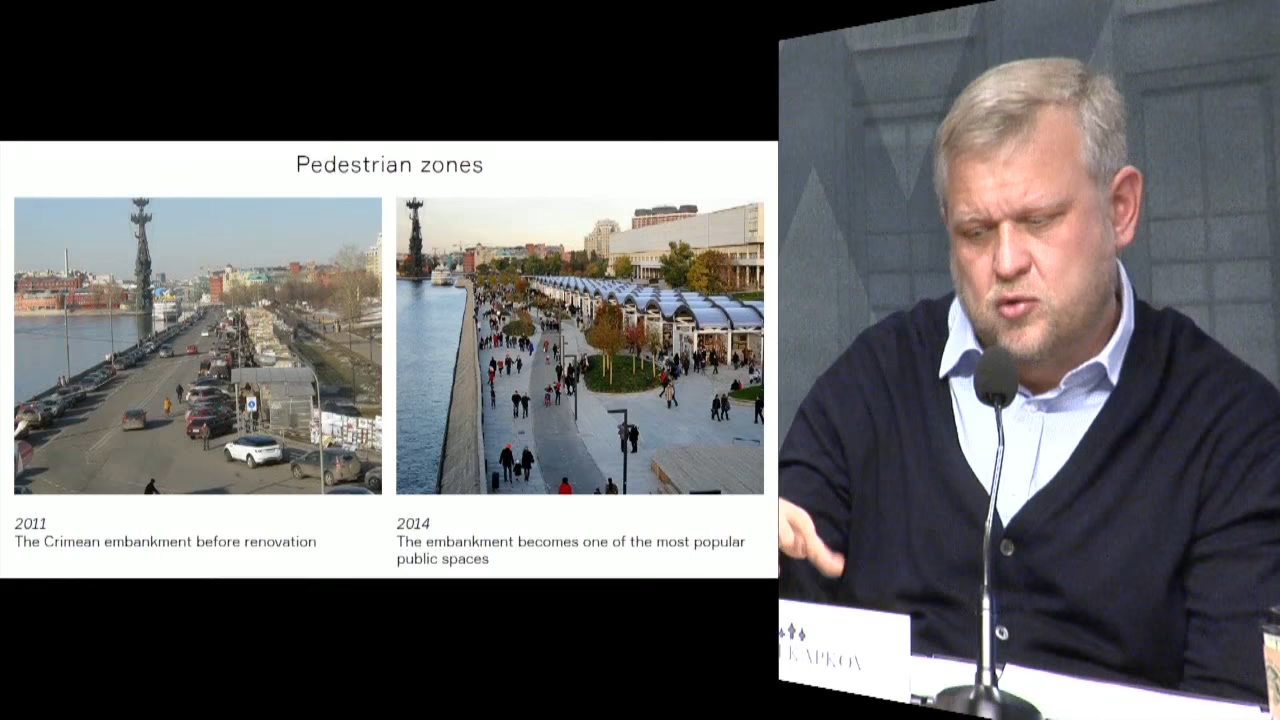 Pedestrian zones
2011
The Crimean embankment before renovation
2014
The embankment becomes one of the most popular
public spaces
KAPKOV